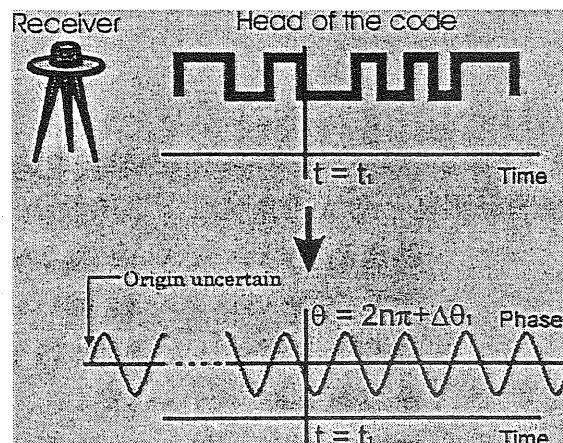 Receiver
Head of the code
t = t₁
Time
Origin uncertain
θ = 2nπ+Δθ₁
Phase
t = t₁
Time